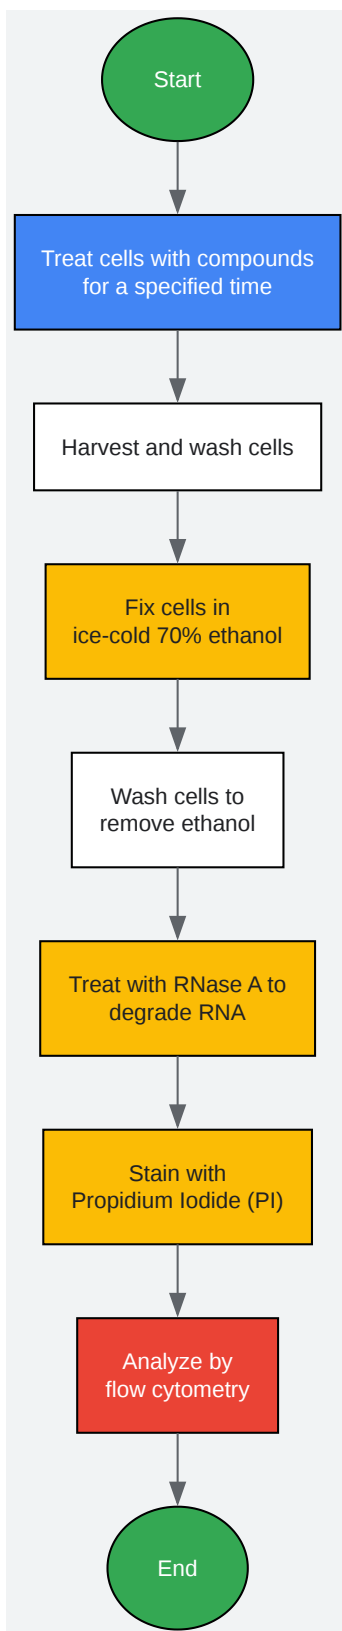 Start
Treat cells with compounds
for a specified time
Harvest and wash cells
Fix cells in
ice-cold 70% ethanol
Wash cells to
remove ethanol
Treat with RNase A to
degrade RNA
Stain with
Propidium Iodide (PI)
Analyze by
flow cytometry
End